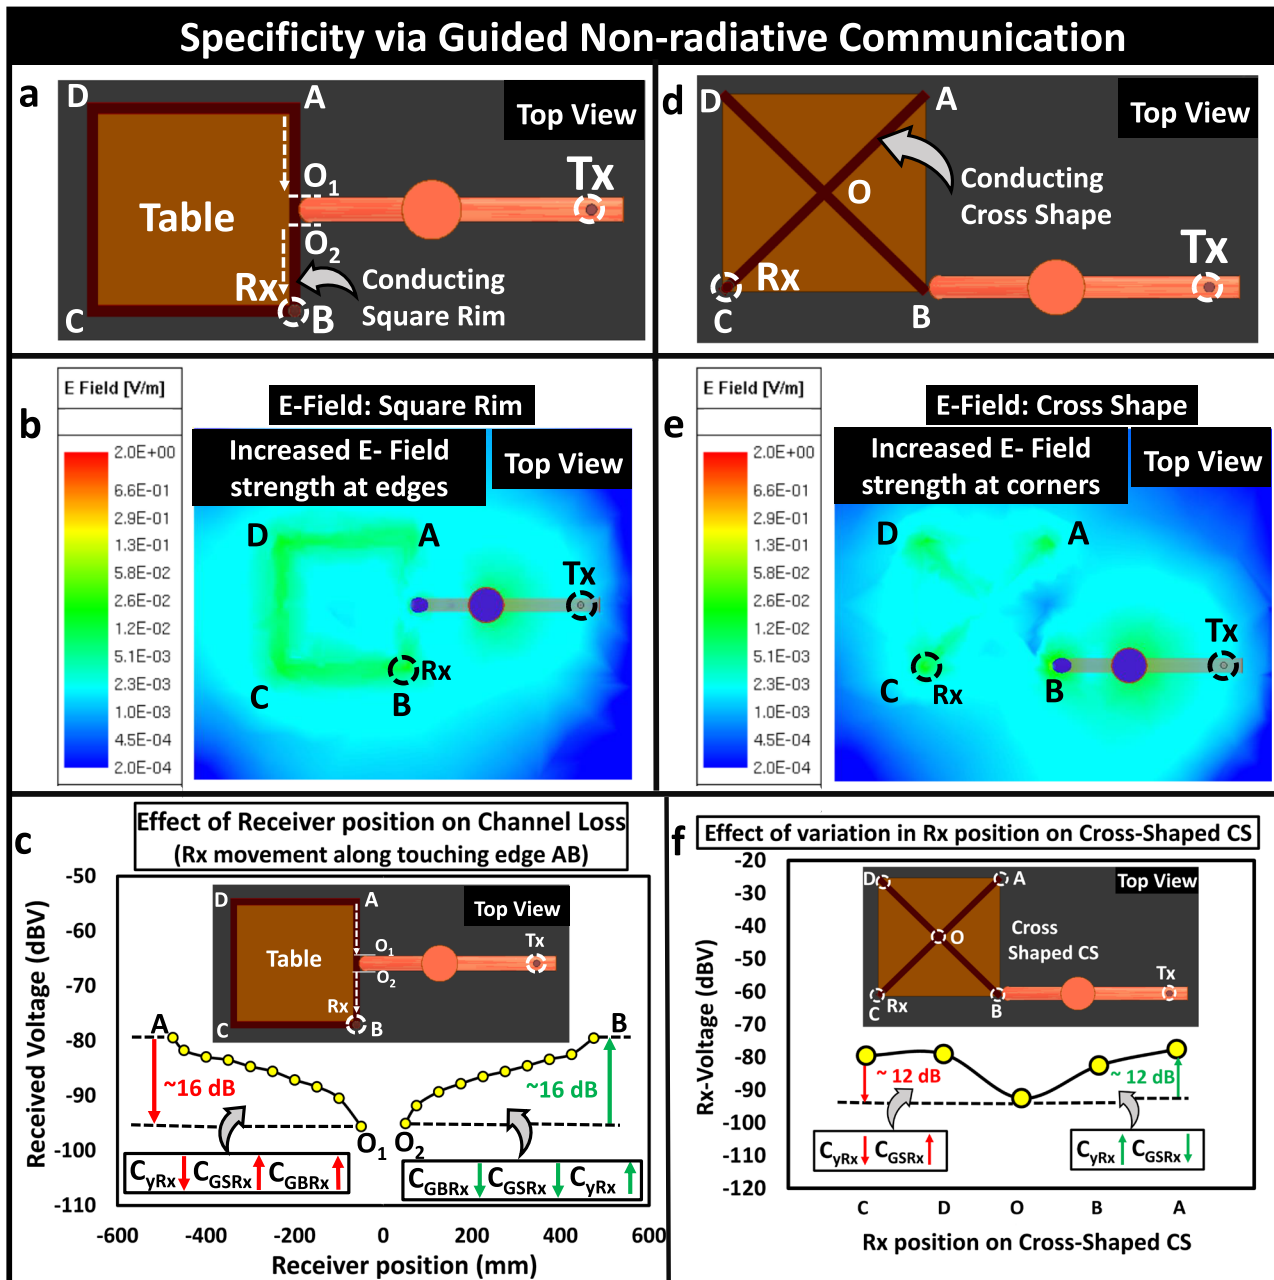 Specificity via Guided Non-radiative Communication
a
D
A
Top View
O1
Tx
Table
O2
Rx
Conducting
Square Rim
C
B
d
D
A
Top View
O
Conducting
Cross Shape
Tx
Rx
C
B
b
E Field [V/m]
2.0E+00
6.6E-01
2.9E-01
1.3E-01
5.8E-02
2.6E-02
1.2E-02
5.1E-03
2.3E-03
1.0E-03
4.5E-04
2.0E-04
E-Field: Square Rim
Increased E- Field
strength at edges
Top View
D
A
Tx
Rx
C
B
e
E Field [V/m]
2.0E+00
6.6E-01
2.9E-01
1.3E-01
5.8E-02
2.6E-02
1.2E-02
5.1E-03
2.3E-03
1.0E-03
4.5E-04
2.0E-04
E-Field: Cross Shape
Increased E- Field
strength at corners
Top View
D
A
Tx
C
Rx
B
c
Effect of Receiver position on Channel Loss
(Rx movement along touching edge AB)
Received Voltage (dBV)
-50
-60
-70
-80
-90
-100
-110
D
A
Top View
Table
O1
O2
Tx
Rx
C
B
A
B
~16 dB
~16 dB
O1
O2
CyRx CGSRx CGBRx
CGBRx CGSRx CyRx
-600
-400
-200
0
200
400
600
Receiver position (mm)
f
Effect of variation in Rx position on Cross-Shaped CS
Rx-Voltage (dBV)
-20
-30
-40
-50
-60
-70
-80
-90
-100
-110
-120
D
A
Top View
O
Cross
Shaped CS
Tx
Rx
C
B
~ 12 dB
~ 12 dB
CyRx CGSRx
CyRx CGSRx
C
D
O
B
A
Rx position on Cross-Shaped CS